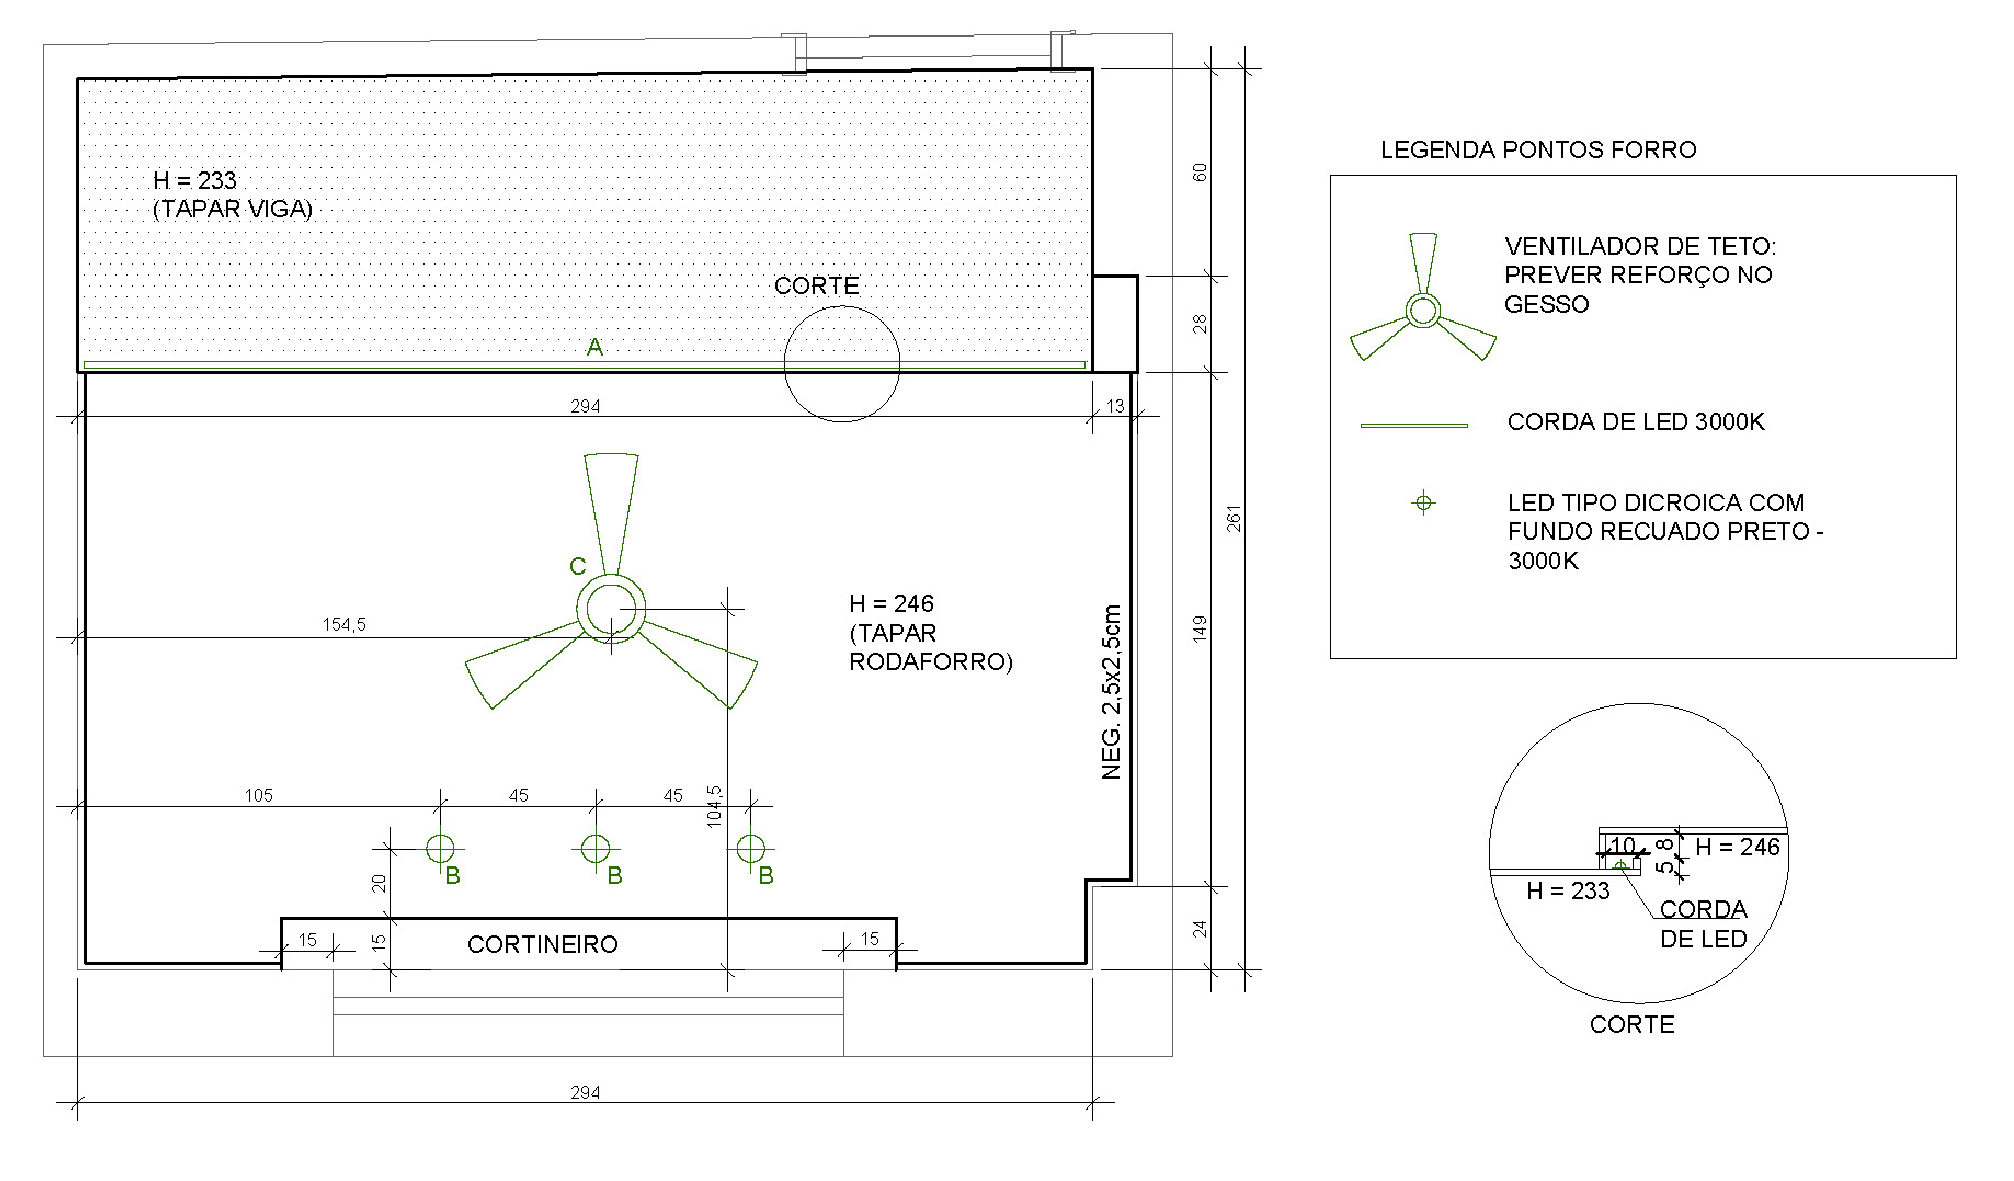 LEGENDA PONTOS FORRO
H = 233
(TAPAR VIGA)
60
VENTILADOR DE TETO:
PREVER REFORÇO NO
GESSO
CORTE
28
A
294
13
CORDA DE LED 3000K
261
LED TIPO DICROICA COM
FUNDO RECUADO PRETO -
3000K
C
154,5
H = 246
(TAPAR
RODAFORRO)
NEG. 2,5x2,5cm
149
105
45
45
104,5
B
B
B
20
15
15
CORTINEIRO
15
24
10
8
5
H = 246
H = 233
CORDA
DE LED
CORTE
294